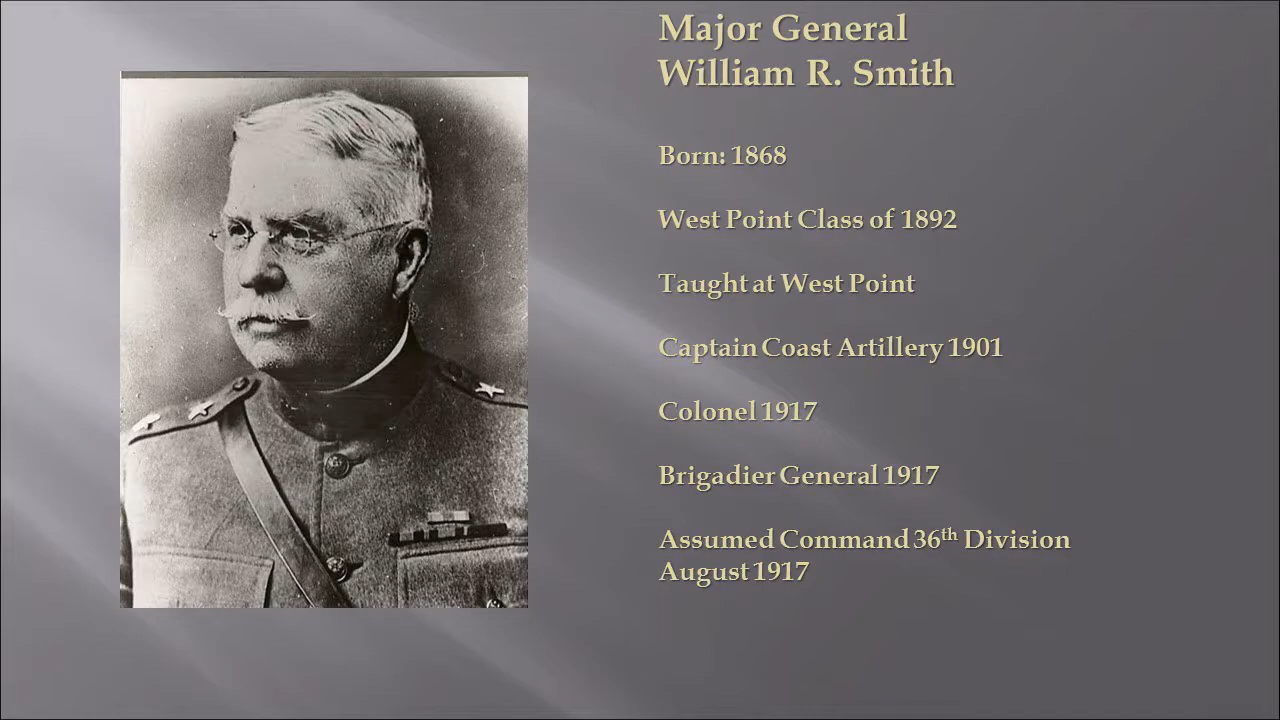 Major General
William R. Smith
Born: 1868
West Point Class of 1892
Taught at West Point
Captain Coast Artillery 1901
Colonel 1917
Brigadier General 1917
Assumed Command 36th Division
August 1917